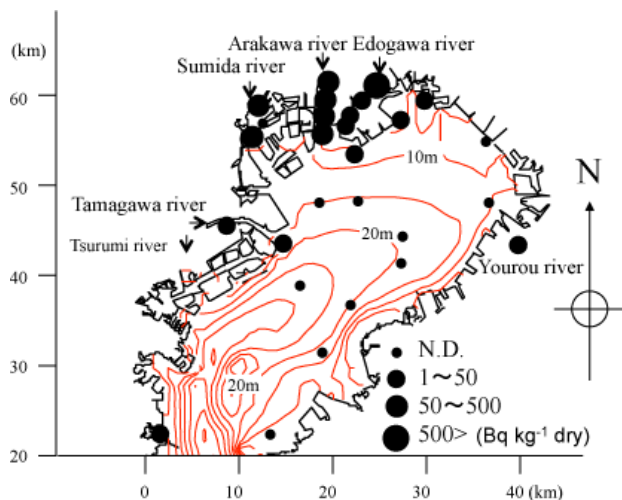 (km)
Arakawa river Edogawa river
Sumida river
60
10m
50
N
Tamagawa river
20m
Tsurumi river
Yourou river
40
N.D.
30
1～50
20m
50～500
500> (Bq kg⁻¹ dry)
20
0 10 20 30 40 (km)